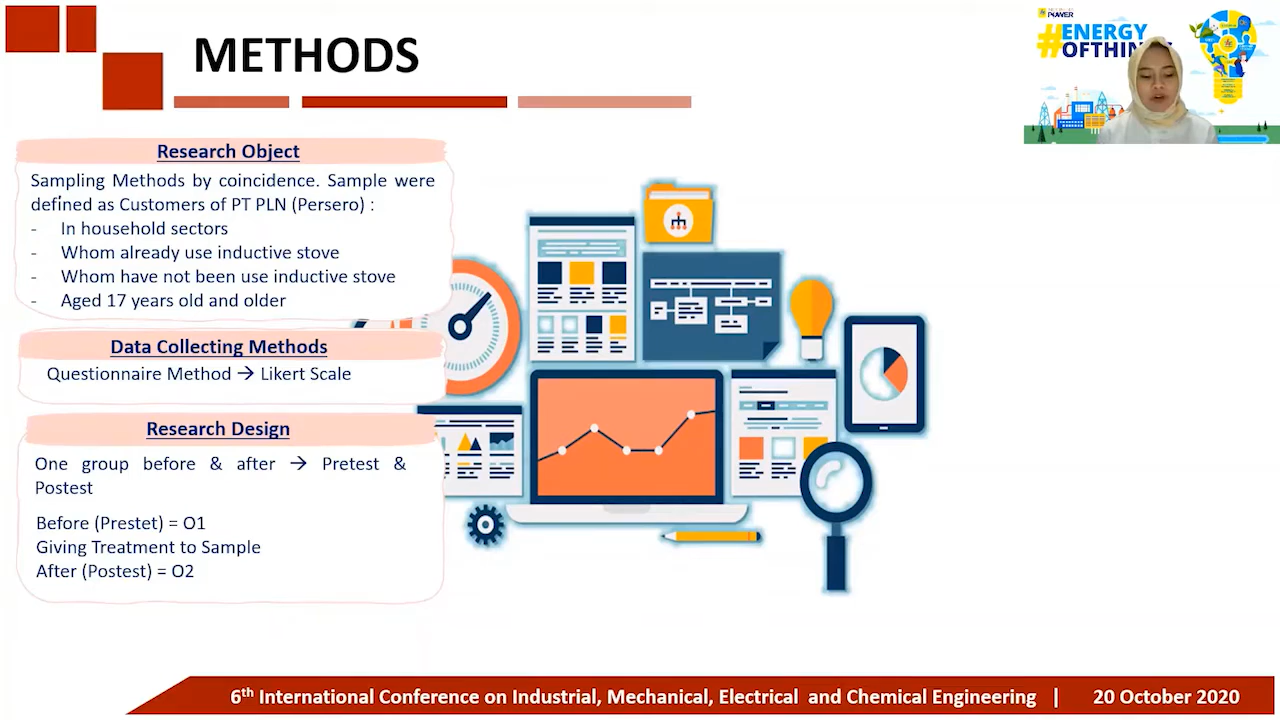 METHODS
POWER
#ENERGY
OFTHINGS
Research Object
Sampling Methods by coincidence. Sample were
defined as Customers of PT PLN (Persero) :
- In household sectors
- Whom already use inductive stove
- Whom have not been use inductive stove
- Aged 17 years old and older
Data Collecting Methods
Questionnaire Method → Likert Scale
Research Design
One group before & after → Pretest &
Postest
Before (Prestet) = O1
Giving Treatment to Sample
After (Postest) = O2
6th International Conference on Industrial, Mechanical, Electrical and Chemical Engineering | 20 October 2020